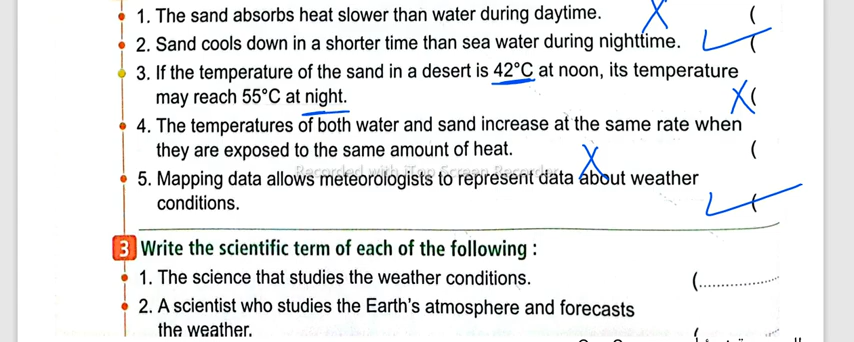 1. The sand absorbs heat slower than water during daytime. (
2. Sand cools down in a shorter time than sea water during nighttime. (
3. If the temperature of the sand in a desert is 42°C at noon, its temperature
may reach 55°C at night. (
4. The temperatures of both water and sand increase at the same rate when
they are exposed to the same amount of heat. (
Recorded with iTop Screen Recorder
5. Mapping data allows meteorologists to represent data about weather
conditions. (
3 Write the scientific term of each of the following :
1. The science that studies the weather conditions. (....................
2. A scientist who studies the Earth's atmosphere and forecasts
the weather. (